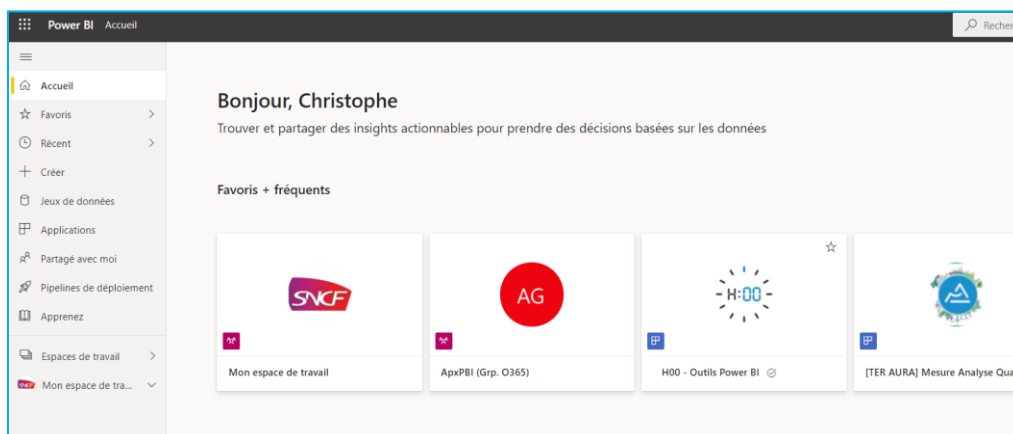 Power BI Accueil
Recher
Accueil
Favoris
Récent
Créer
Jeux de données
Applications
Partagé avec moi
Pipelines de déploiement
Apprenez
Espaces de travail
SNCF Mon espace de tra...
Bonjour, Christophe
Trouver et partager des insights actionnables pour prendre des décisions basées sur les données
Favoris + fréquents
SNCF
AG
H:00
Mon espace de travail
ApxPBI (Grp. O365)
H00 - Outils Power BI
[TER AURA] Mesure Analyse Qua